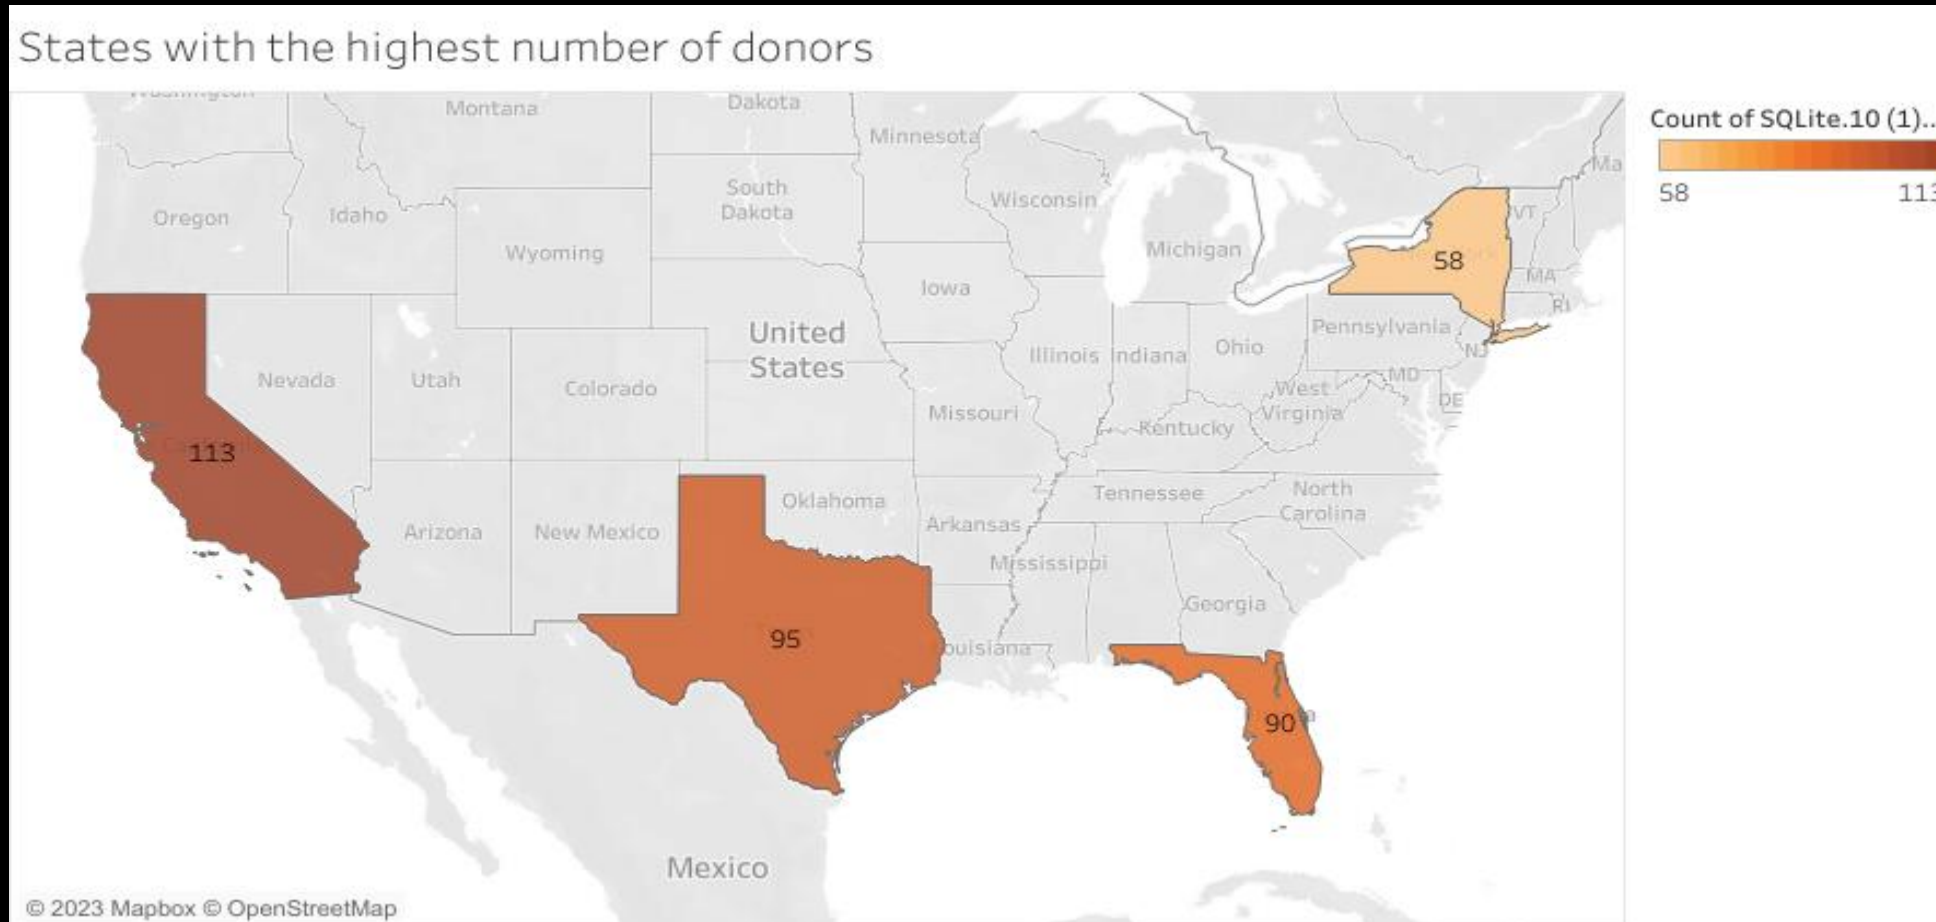 States with the highest number of donors
Count of SQLite.10 (1)..
58
Montana
Dakota
Minnesota
Oregon
Idaho
South
Dakota
Wisconsin
Wyoming
Michigan
58
VT
MA
RI
Iowa
United
States
Pennsylvania
NJ
Illinois
Indiana
Ohio
Nevada
Utah
Colorado
West
Virginia
MD
DE
Missouri
Kentucky
113
Oklahoma
Tennessee
North
Carolina
Arizona
New Mexico
Arkansas
Mississippi
Georgia
95
90
Mexico
© 2023 Mapbox © OpenStreetMap